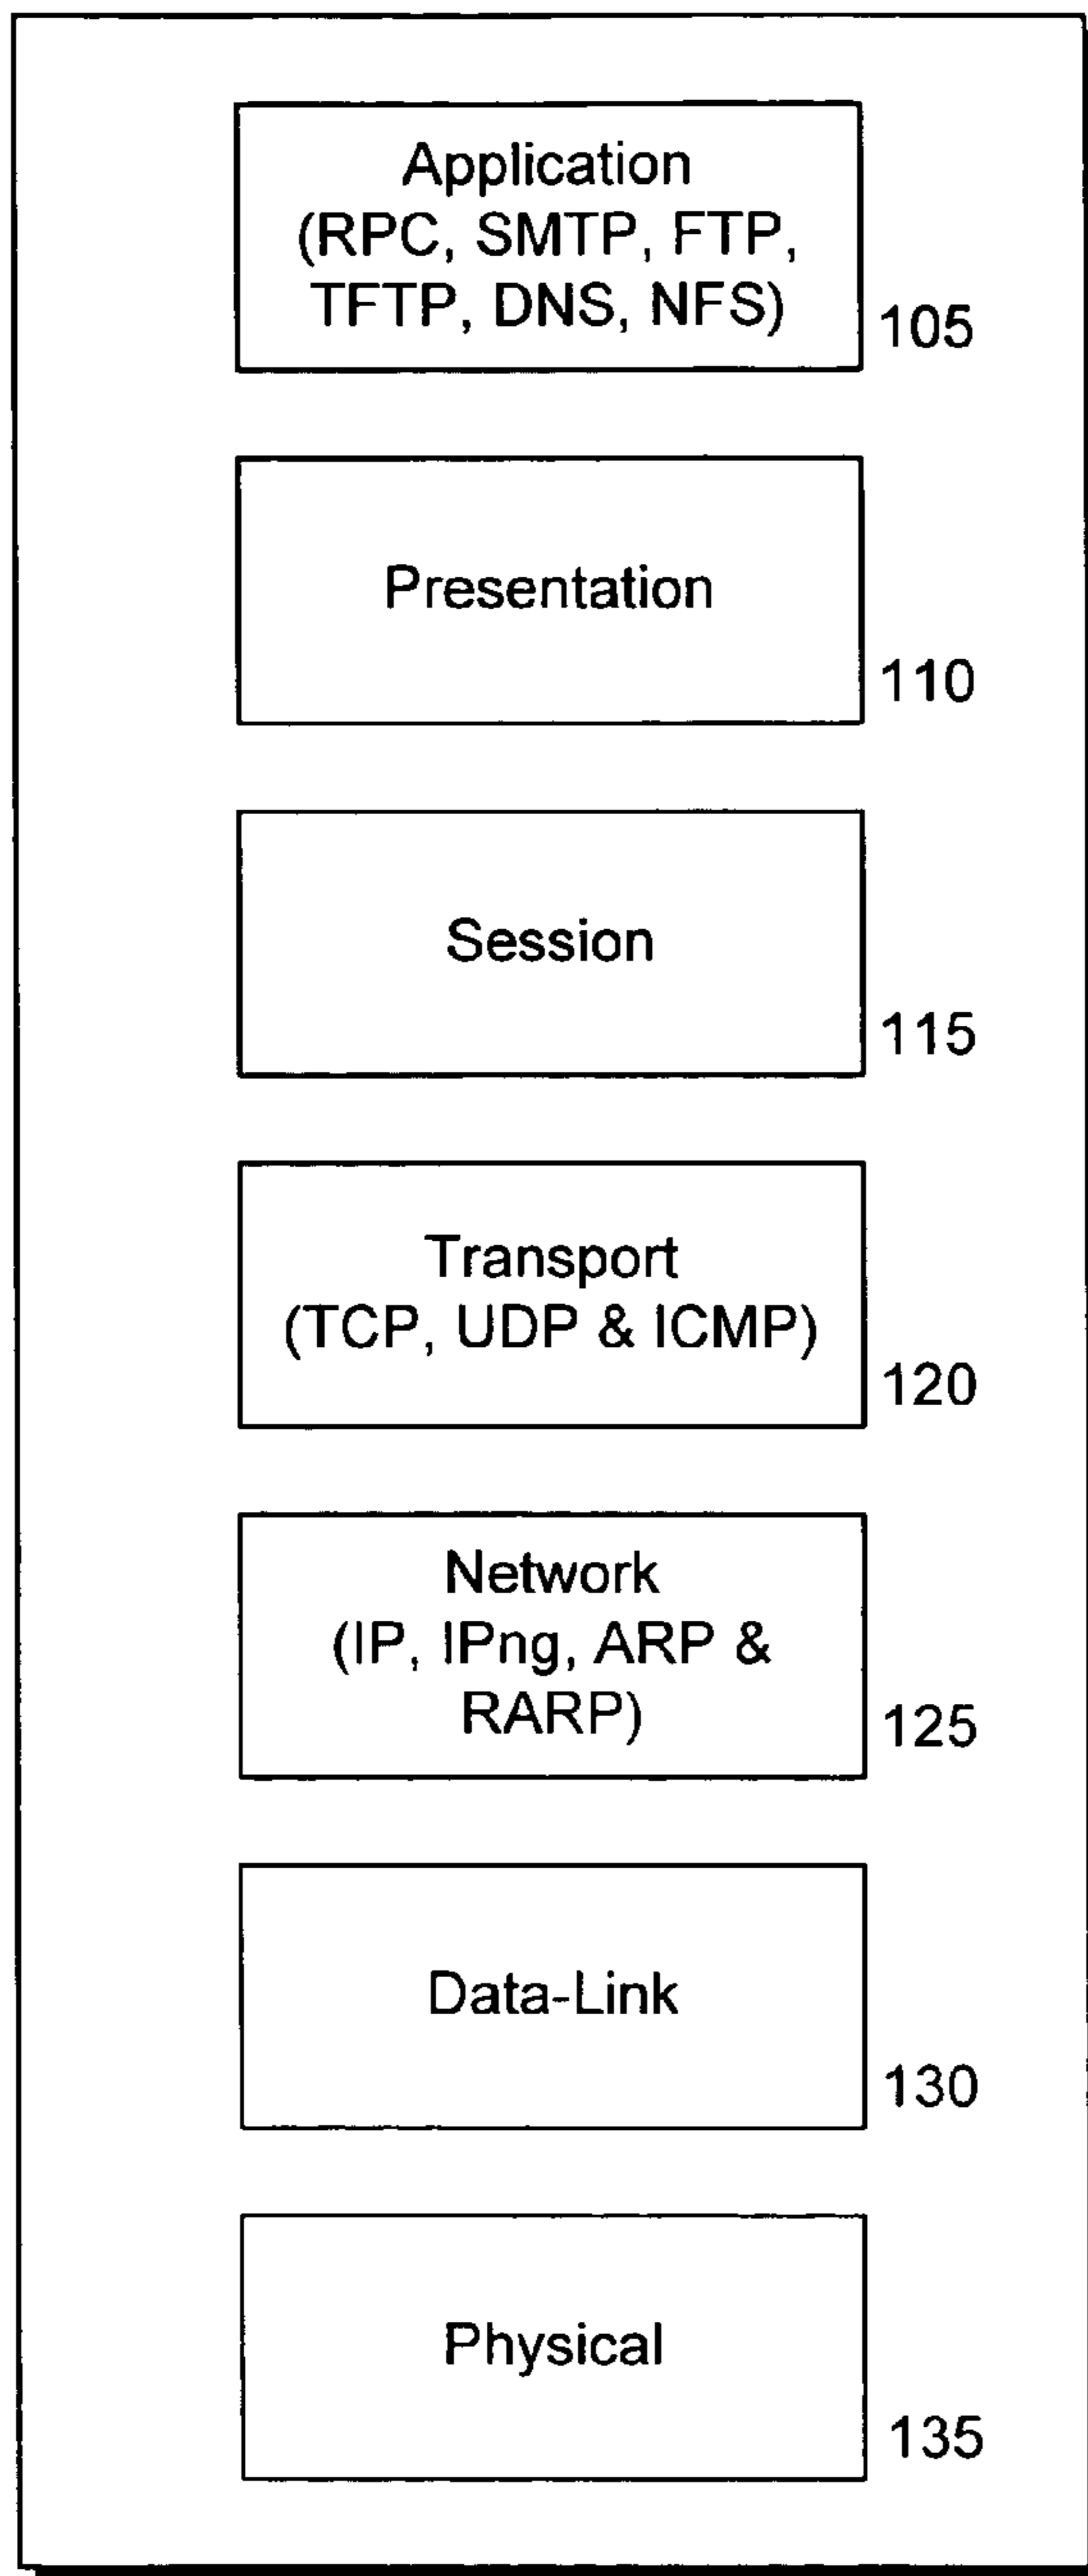 Application
(RPC, SMTP, FTP,
TFTP, DNS, NFS)
105
Presentation
110
Session
115
Transport
(TCP, UDP & ICMP)
120
Network
(IP, IPng, ARP &
RARP)
125
Data-Link
130
Physical
135